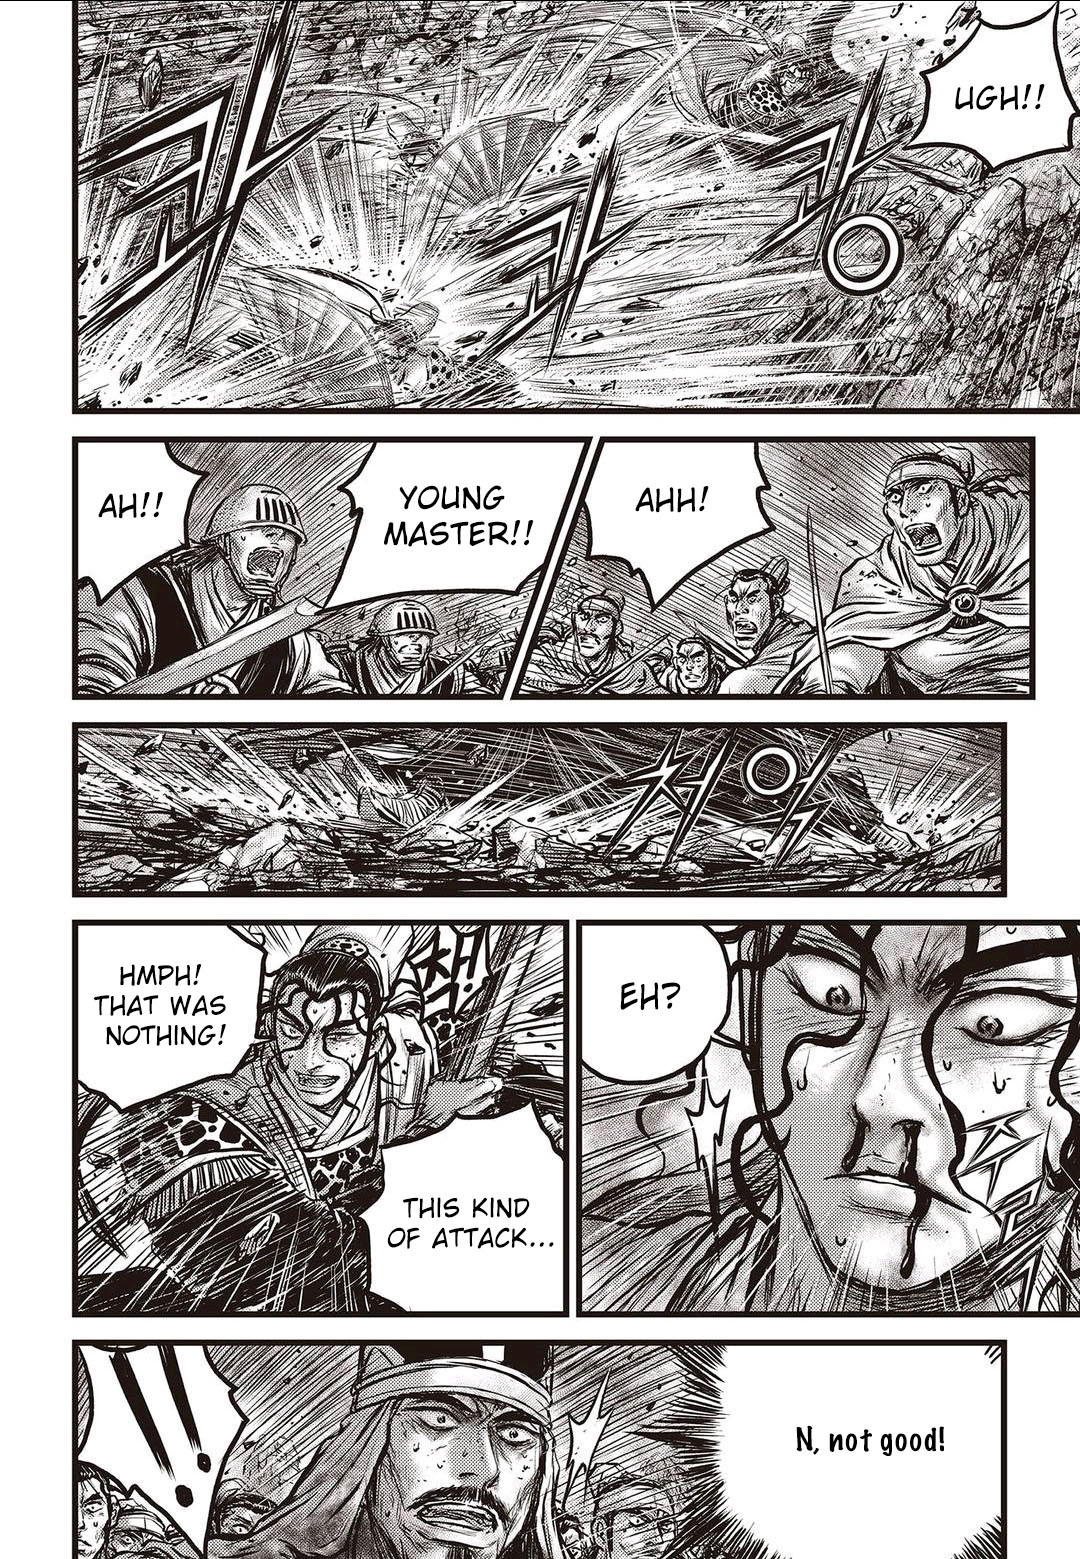 UGH!!
AH!!
YOUNG
MASTER!!
AHH!
HMPH!
THAT WAS
NOTHING!
THIS KIND
OF ATTACK...
EH?
!!
N, not good!